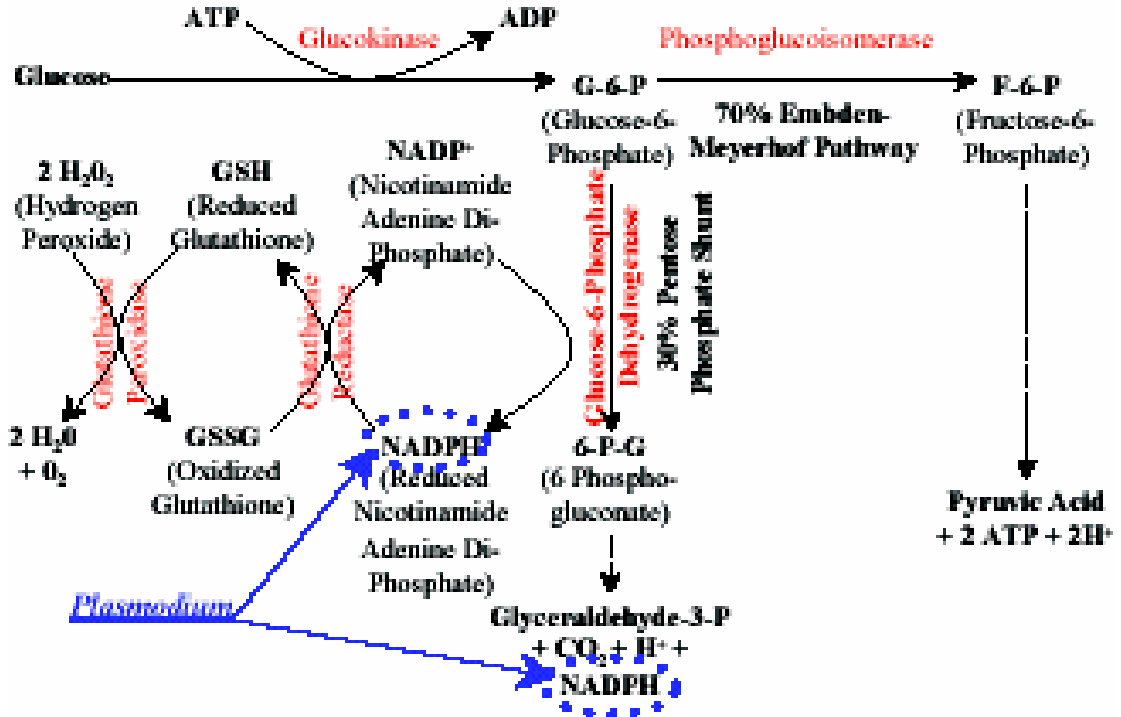 ATP
ADP
Glucokinase
Phosphoglucoisomerase
Glucose
G-6-P
(Glucose-6-
Phosphate)
70% Embden-
Meyerhof Pathway
F-6-P
(Fructose-6-
Phosphate)
2 H₂0₂
(Hydrogen
Peroxide)
GSH
(Reduced
Glutathione)
NADP⁺
(Nicotinamide
Adenine Di-
Phosphate)
Glutathione
Peroxidase
Glutathione
Reductase
Glucose-6-Phosphate
Dehydrogenase
30% Pentose
Phosphate Shunt
2 H₂0
+ 0₂
GSSG
(Oxidized
Glutathione)
NADPH
(Reduced
Nicotinamide
Adenine Di-
Phosphate)
6-P-G
(6 Phospho-
gluconate)
Pyruvic Acid
+ 2 ATP + 2H⁺
Plasmodium
Glyceraldehyde-3-P
+ CO₂ + H⁺ +
NADPH